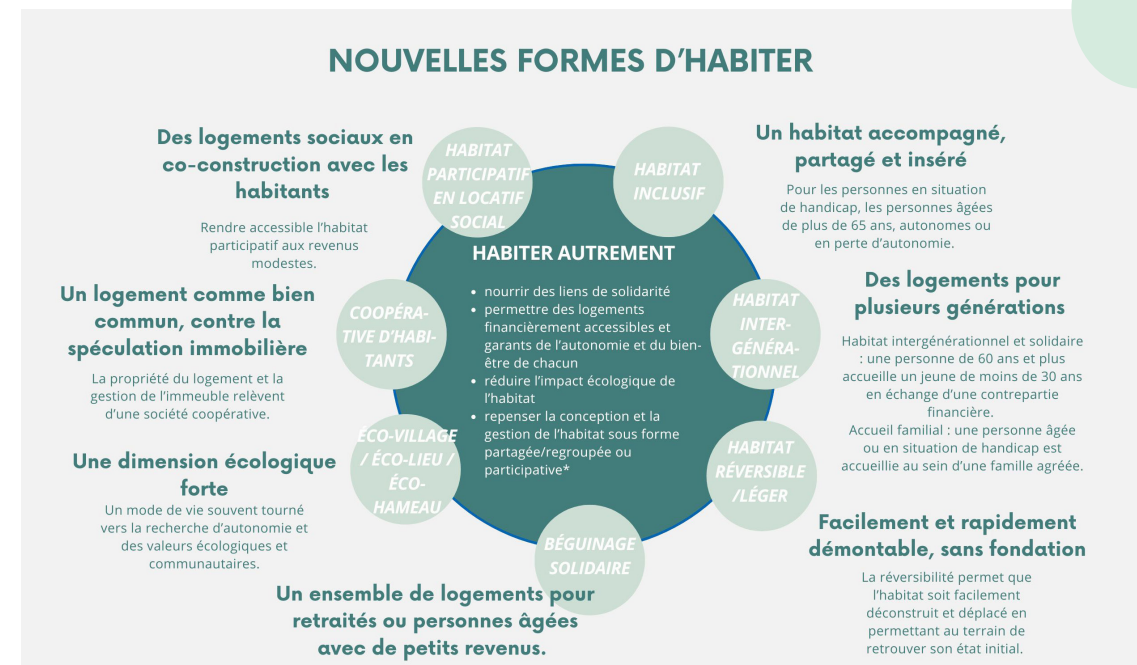 NOUVELLES FORMES D'HABITER
Des logements sociaux en
co-construction avec les
habitants
Rendre accessible l'habitat
participatif aux revenus
modestes.
HABITAT
PARTICIPATIF
EN LOCATIF
SOCIAL
HABITAT
INCLUSIF
Un habitat accompagné,
partagé et inséré
Pour les personnes en situation
de handicap, les personnes âgées
de plus de 65 ans, autonomes ou
en perte d'autonomie.
Un logement comme bien
commun, contre la
spéculation immobilière
La propriété du logement et la
gestion de l'immeuble relèvent
d'une société coopérative.
COOPÉRA-
TIVE D'HABI-
TANTS
HABITER AUTREMENT
• nourrir des liens de solidarité
• permettre des logements
financièrement accessibles et
garants de l'autonomie et du bien-
être de chacun
• réduire l'impact écologique de
l'habitat
• repenser la conception et la
gestion de l'habitat sous forme
partagée/regroupée ou
participative*
HABITAT
INTER-
GÉNÉRA-
TIONNEL
Des logements pour
plusieurs générations
Habitat intergénérationnel et solidaire
: une personne de 60 ans et plus
accueille un jeune de moins de 30 ans
en échange d'une contrepartie
financière.
Accueil familial : une personne âgée
ou en situation de handicap est
accueillie au sein d'une famille agréée.
Une dimension écologique
forte
Un mode de vie souvent tourné
vers la recherche d'autonomie et
des valeurs écologiques et
communautaires.
ÉCO-VILLAGE
/ ÉCO-LIEU /
ÉCO-
HAMEAU
HABITAT
RÉVERSIBLE
/LÉGER
Facilement et rapidement
démontable, sans fondation
La réversibilité permet que
l'habitat soit facilement
déconstruit et déplacé en
permettant au terrain de
retrouver son état initial.
BÉGUINAGE
SOLIDAIRE
Un ensemble de logements pour
retraités ou personnes âgées
avec de petits revenus.